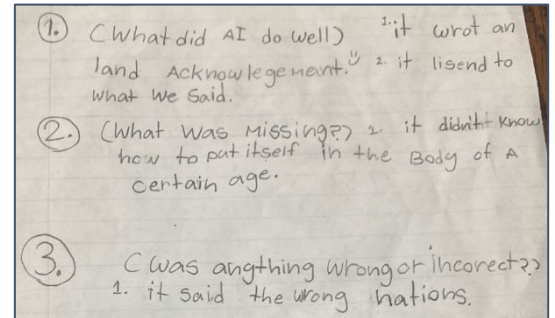 1. (What did AI do well) 1. it wrot an
land Acknowlegemeant. 2. it lisend to
what we said.
2. (What was missing?) 2. it didn't know
how to put itself in the Body of A
certain age.
3. (was angthing wrong or incorect?)
1. it said the wrong nations.